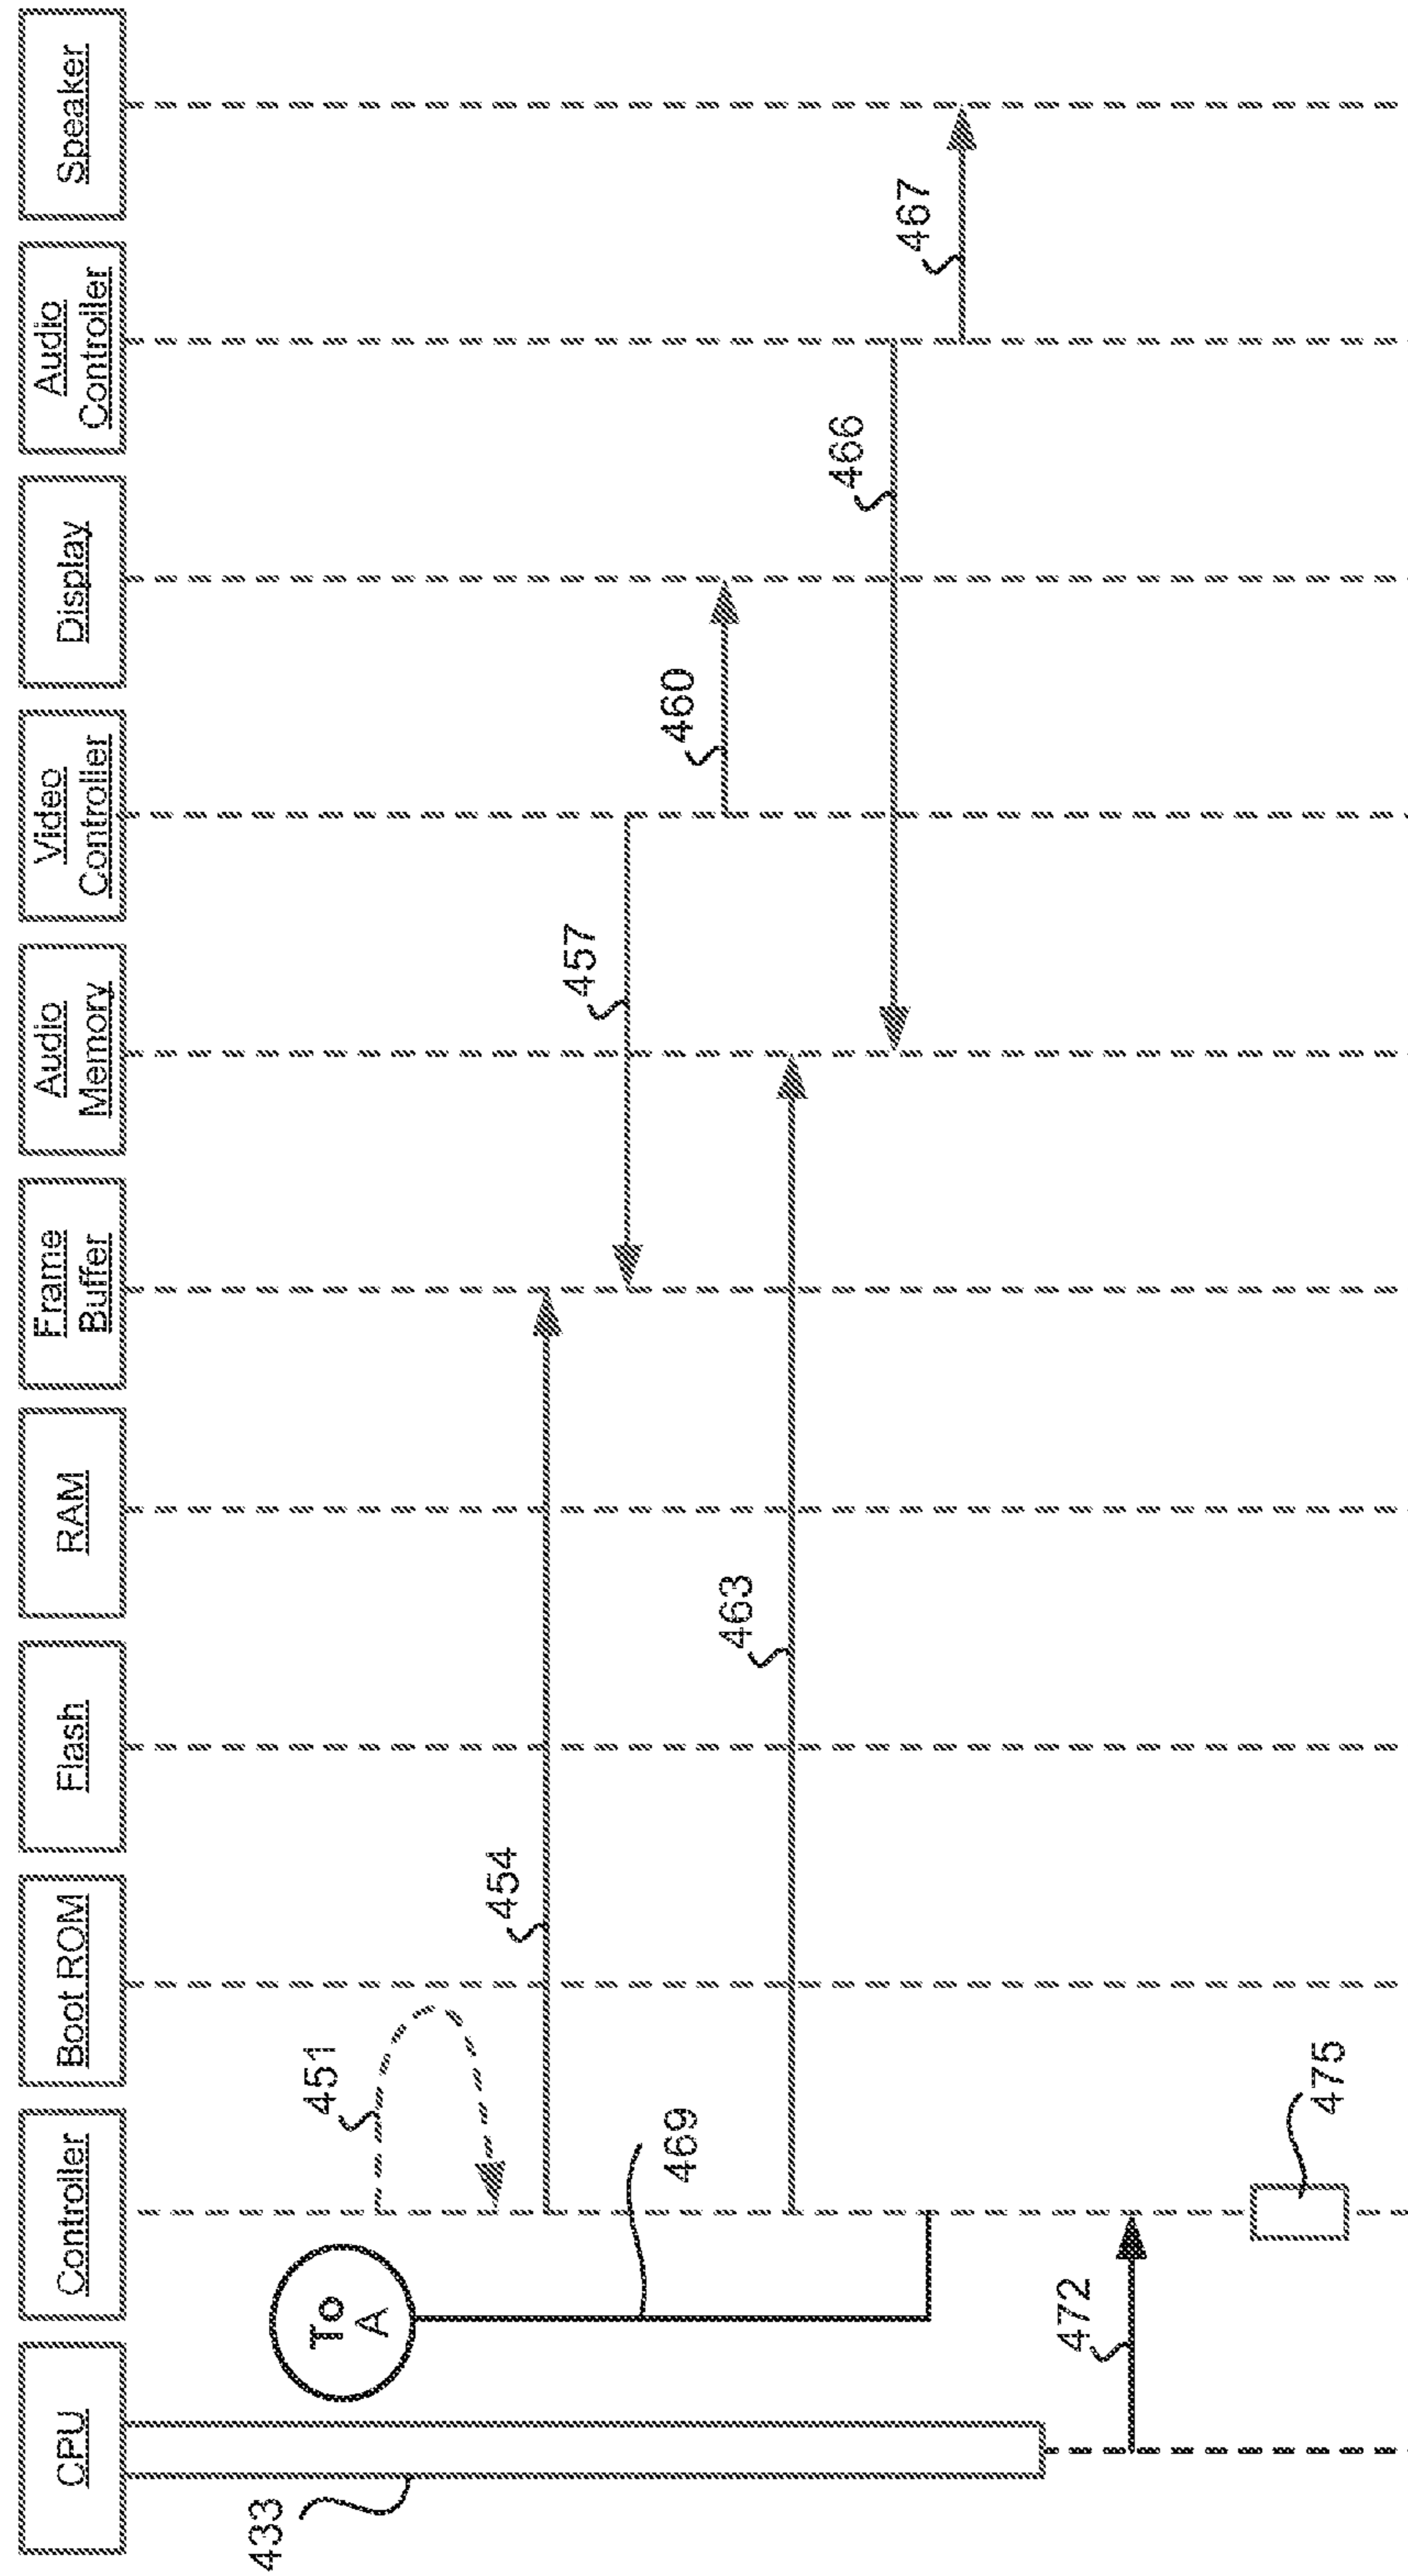 CPU
Controller
Boot ROM
Flash
RAM
Frame
Buffer
Audio
Memory
Video
Controller
Display
Audio
Controller
Speaker
433
To
A
451
454
457
460
469
463
466
467
472
475